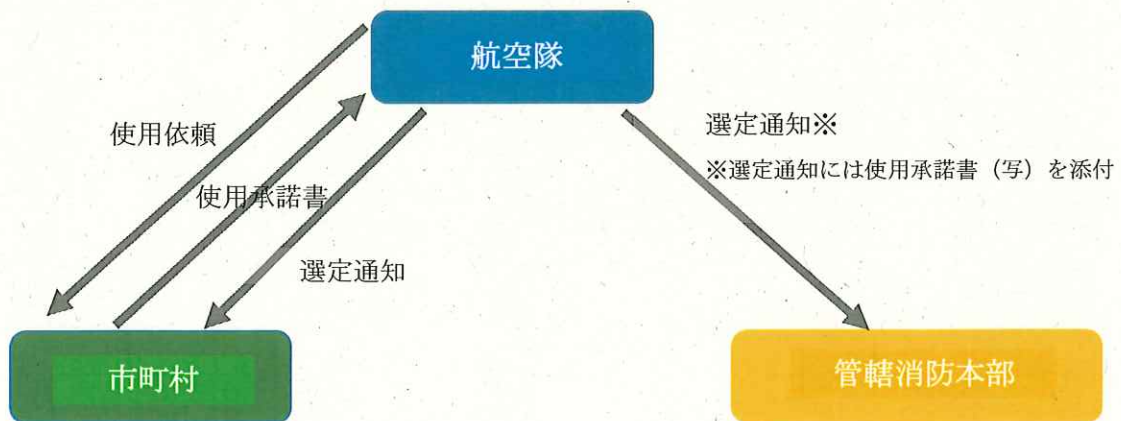 航空隊
使用依頼
選定通知※
※選定通知には使用承諾書（写）を添付
使用承諾書
選定通知
市町村
管轄消防本部